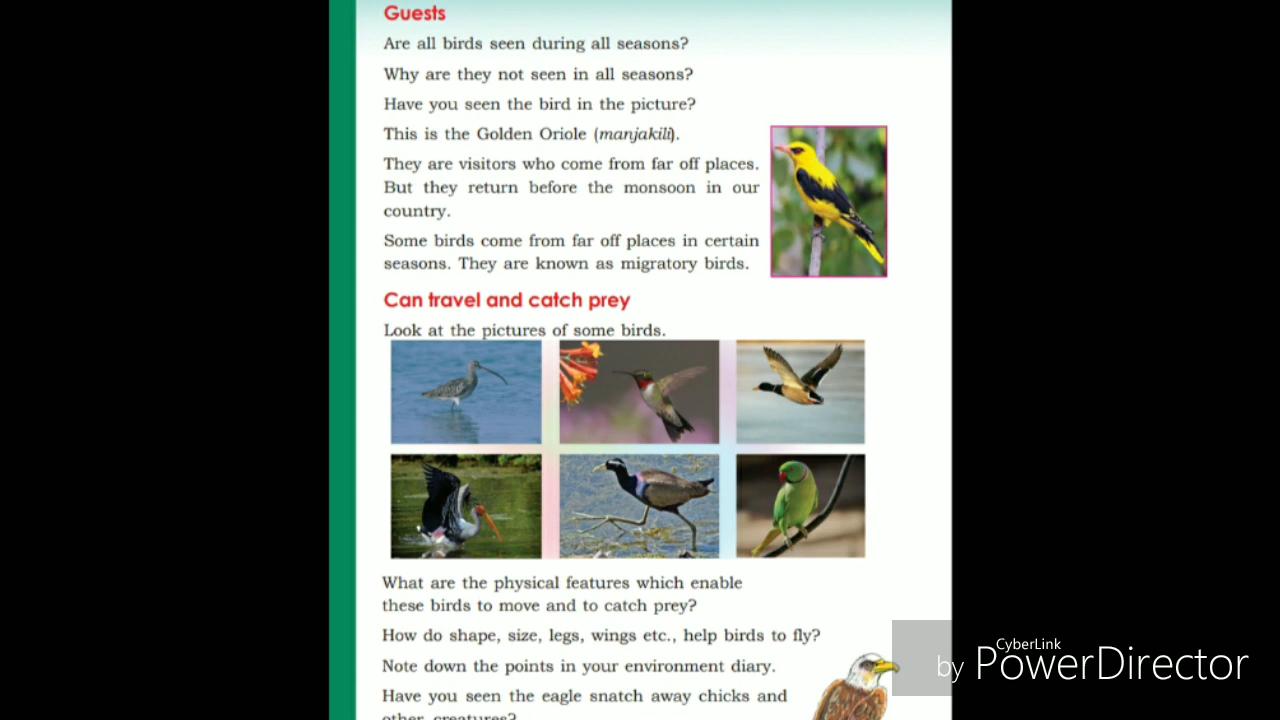 Guests
Are all birds seen during all seasons?
Why are they not seen in all seasons?
Have you seen the bird in the picture?
This is the Golden Oriole (manjakili).
They are visitors who come from far off places.
But they return before the monsoon in our
country.
Some birds come from far off places in certain
seasons. They are known as migratory birds.
Can travel and catch prey
Look at the pictures of some birds.
What are the physical features which enable
these birds to move and to catch prey?
How do shape, size, legs, wings etc., help birds to fly?
Note down the points in your environment diary.
Have you seen the eagle snatch away chicks and
other creatures?
CyberLink
by PowerDirector